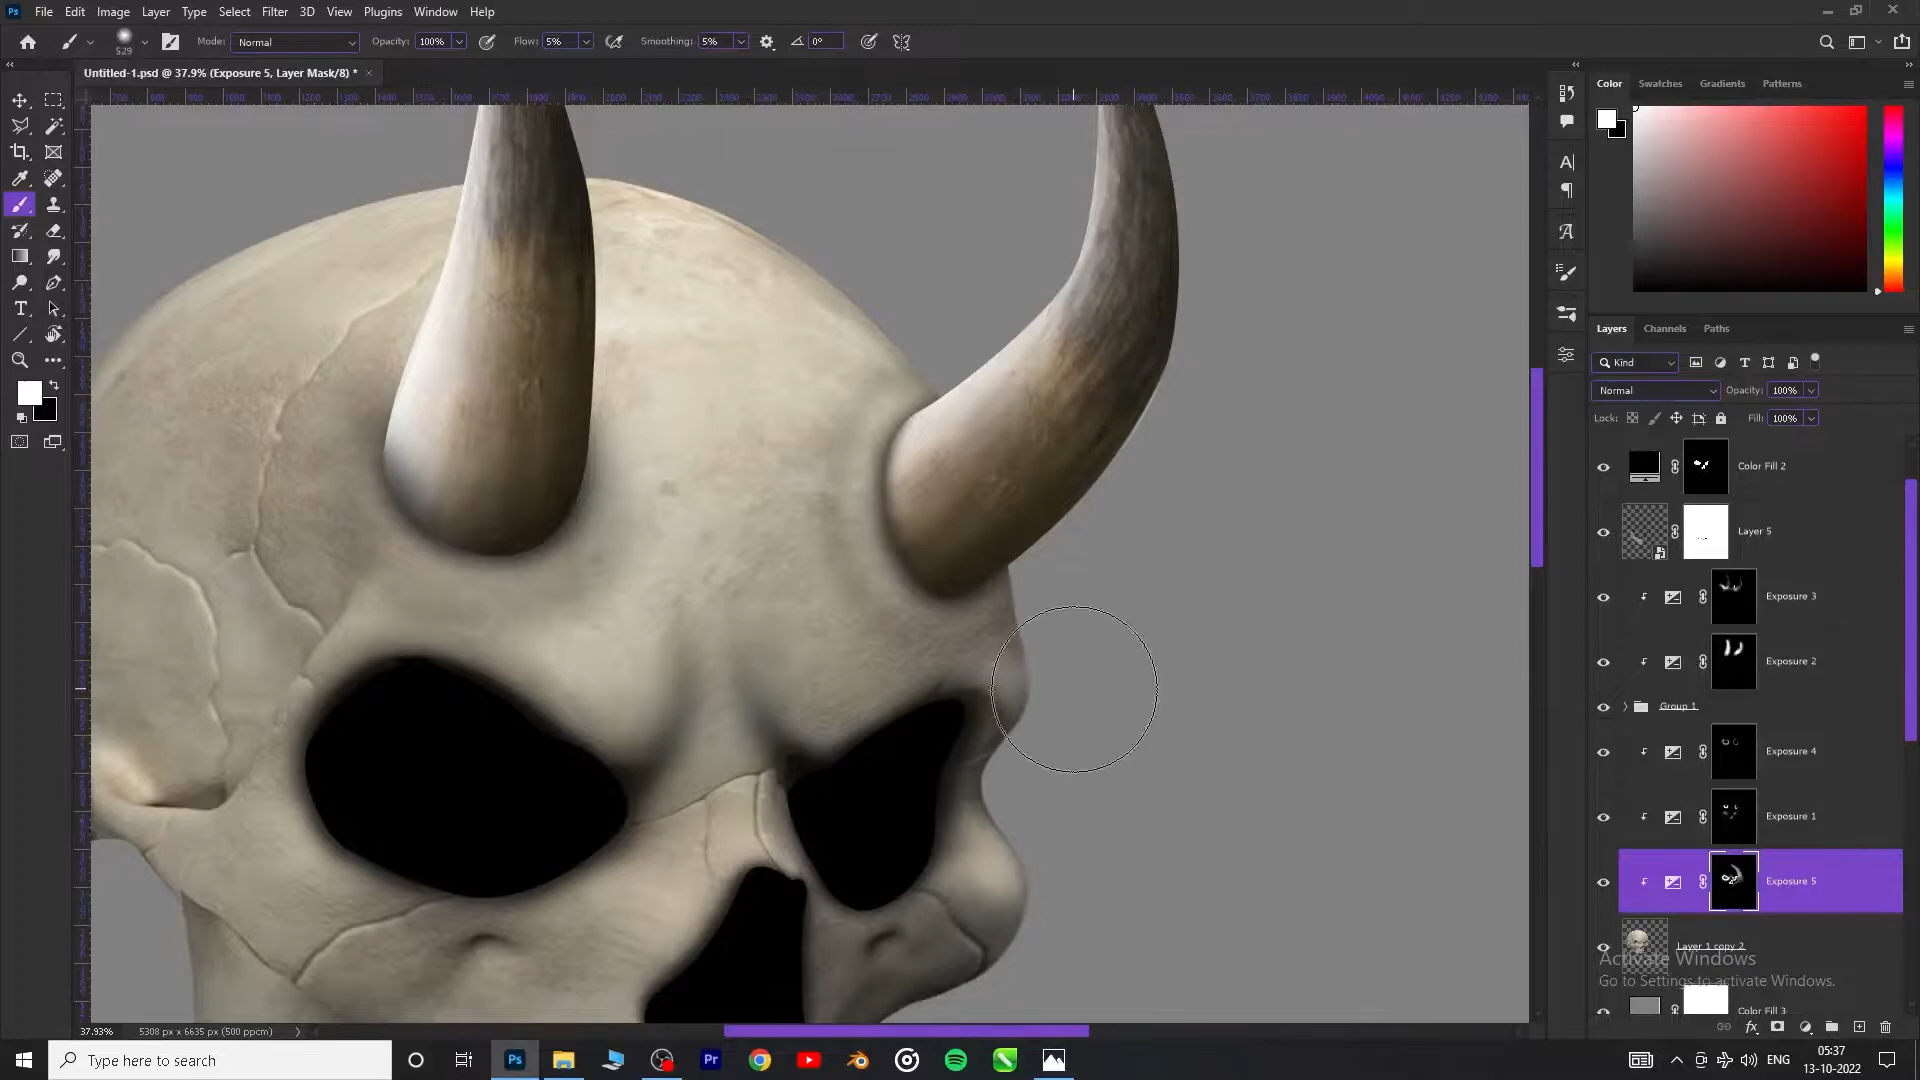 Ps File Edit Image Layer Type Select Filter 3D View Plugins Window Help
529 Mode: Normal Opacity: 100% Flow: 5% Smoothing: 5% 0°
Untitled-1.psd @ 37.9% (Exposure 5, Layer Mask/8) *
Color Swatches Gradients Patterns
Layers Channels Paths
Kind
Normal Opacity: 100%
Lock: Fill: 100%
Color Fill 2
Layer 5
Exposure 3
Exposure 2
Group 1
Exposure 4
Exposure 1
Exposure 5
Layer 1 copy 2
Activate Windows
Go to Settings to activate Windows.
Color Fill 3
37.93% 5308 px x 6635 px (500 ppcm)
Type here to search
Ps Pr ENG
05:37
13-10-2022